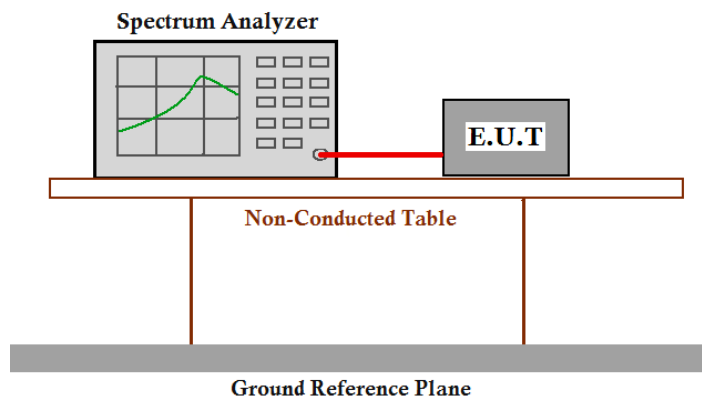 Spectrum Analyzer
E.U.T
Non-Conducted Table
Ground Reference Plane